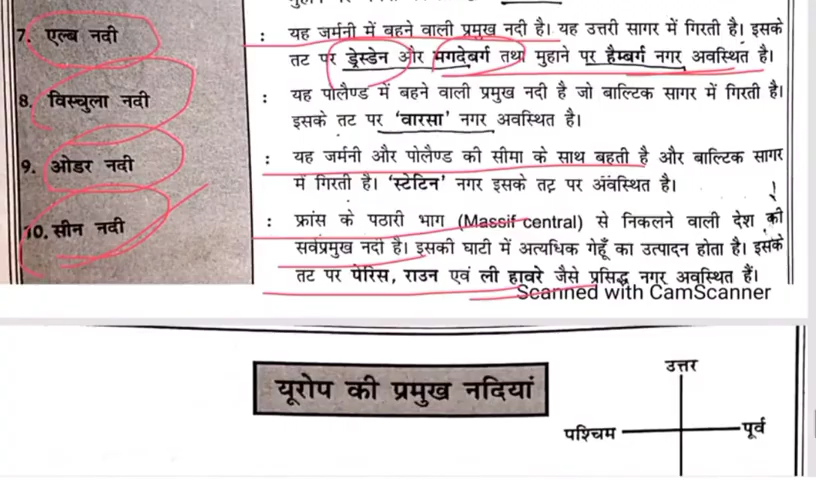 7. एल्ब नदी : यह जर्मनी में बहने वाली प्रमुख नदी है। यह उत्तरी सागर में गिरती है। इसके
तट पर ड्रेस्डेन और मगदेबर्ग तथा मुहाने पर हैम्बर्ग नगर अवस्थित है।
8. विस्चुला नदी : यह पोलैण्ड में बहने वाली प्रमुख नदी है जो बाल्टिक सागर में गिरती है।
इसके तट पर 'वारसा' नगर अवस्थित है।
9. ओडर नदी : यह जर्मनी और पोलैण्ड की सीमा के साथ बहती है और बाल्टिक सागर
में गिरती है। 'स्टेटिन' नगर इसके तट पर अवस्थित है।
10. सीन नदी : फ्रांस के पठारी भाग (Massif central) से निकलने वाली देश की
सर्वप्रमुख नदी है। इसकी घाटी में अत्यधिक गेहूँ का उत्पादन होता है। इसके
तट पर पेरिस, राउन एवं ली हावरे जैसे प्रसिद्ध नगर अवस्थित हैं।
Scanned with CamScanner
यूरोप की प्रमुख नदियां
उत्तर
पश्चिम पूर्व